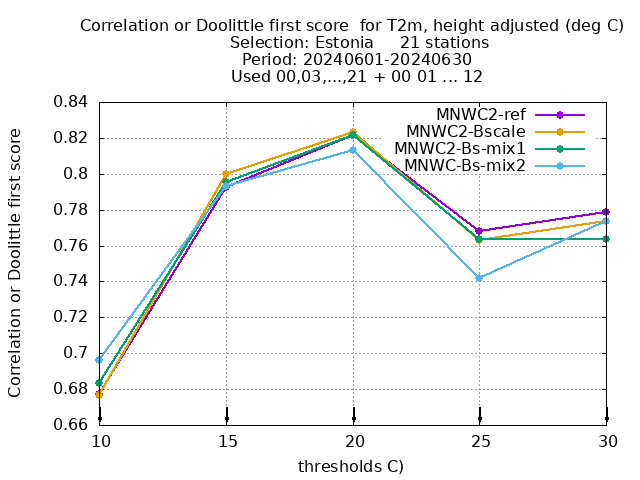 Correlation or Doolittle first score  for T2m, height adjusted (deg C)
Selection: Estonia     21 stations
Period: 20240601-20240630
Used 00,03,...,21 + 00 01 ... 12
Correlation or Doolittle first score
0.84
0.82
0.8
0.78
0.76
0.74
0.72
0.7
0.68
0.66
MNWC2-ref
MNWC2-Bscale
MNWC2-Bs-mix1
MNWC-Bs-mix2
10 15 20 25 30
thresholds C)